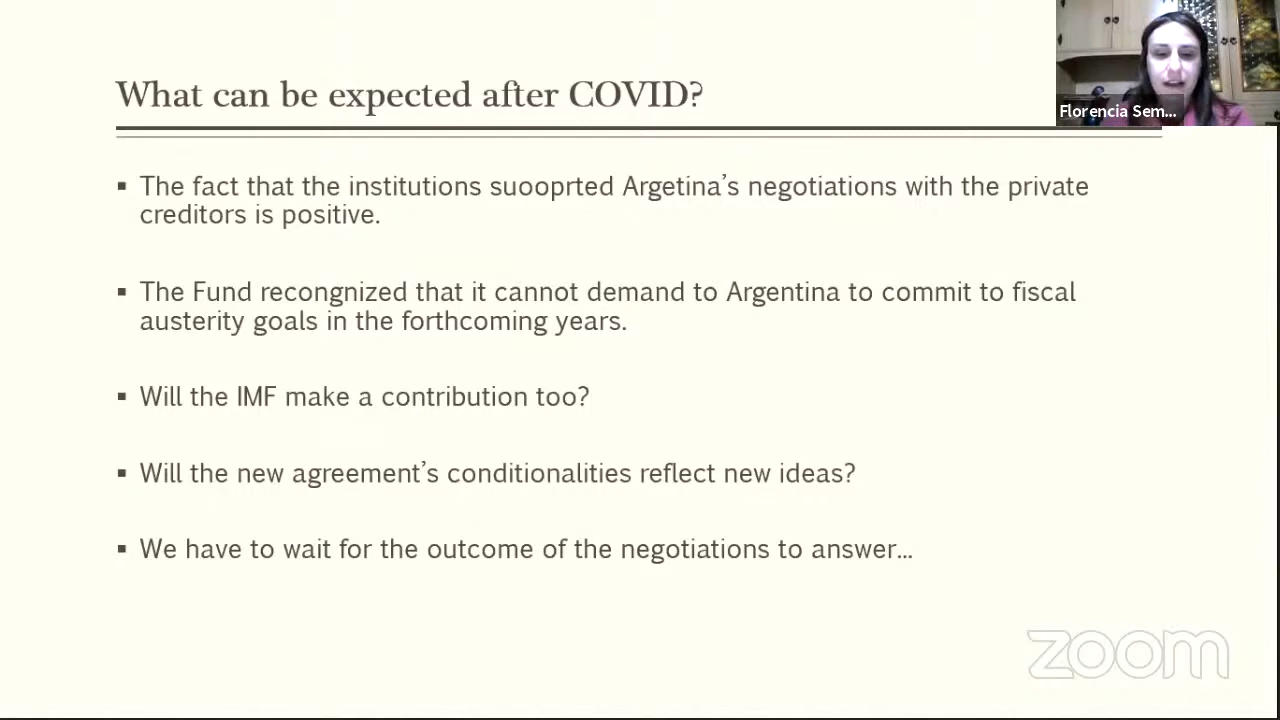 What can be expected after COVID?
Florencia Sem...
▪ The fact that the institutions suooprted Argetina’s negotiations with the private
creditors is positive.
▪ The Fund recongnized that it cannot demand to Argentina to commit to fiscal
austerity goals in the forthcoming years.
▪ Will the IMF make a contribution too?
▪ Will the new agreement’s conditionalities reflect new ideas?
▪ We have to wait for the outcome of the negotiations to answer...
zoom